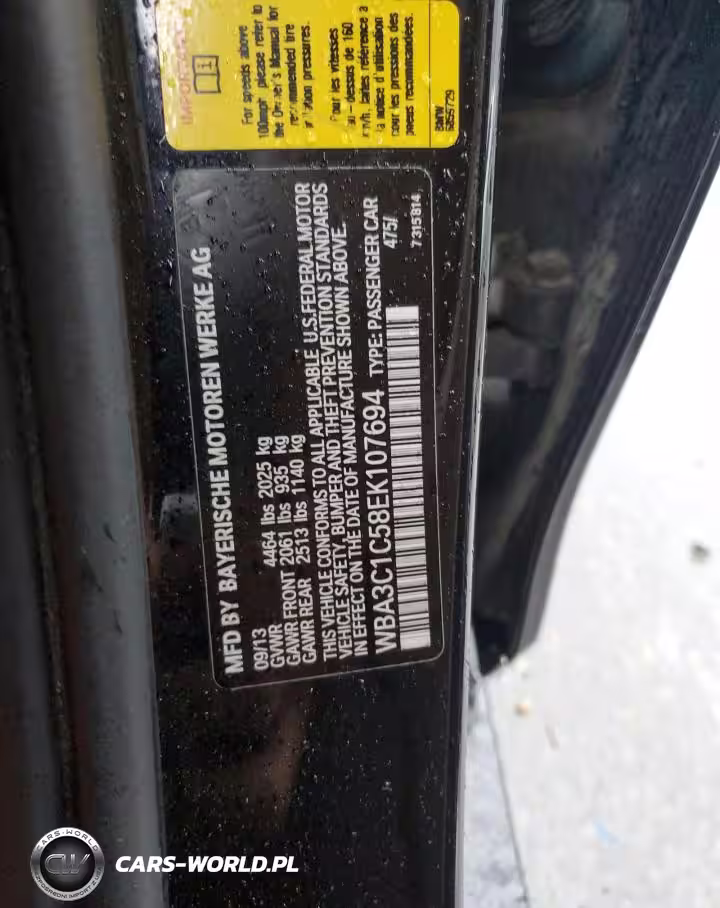 IMPORTANT
For speeds above
100mph please refer to
the Owner's Manual for
recommended tire
inflation pressures.
Pour les vitesses
au-dessus de 160
km/h, faites référence à
la notice d'utilisation
pour les pressions des
pneus recommandées.
BMW
6859729
MFD BY BAYERISCHE MOTOREN WERKE AG
09/13
GVWR 4464 lbs 2025 kg
GAWR FRONT 2061 lbs 935 kg
GAWR REAR 2513 lbs 1140 kg
THIS VEHICLE CONFORMS TO ALL APPLICABLE U.S. FEDERAL MOTOR
VEHICLE SAFETY, BUMPER AND THEFT PREVENTION STANDARDS
IN EFFECT ON THE DATE OF MANUFACTURE SHOWN ABOVE.
WBA3C1C58EK107694 TYPE: PASSENGER CAR
475/
7 315 814
CARS-WORLD
CW
CARS-WORLD.PL